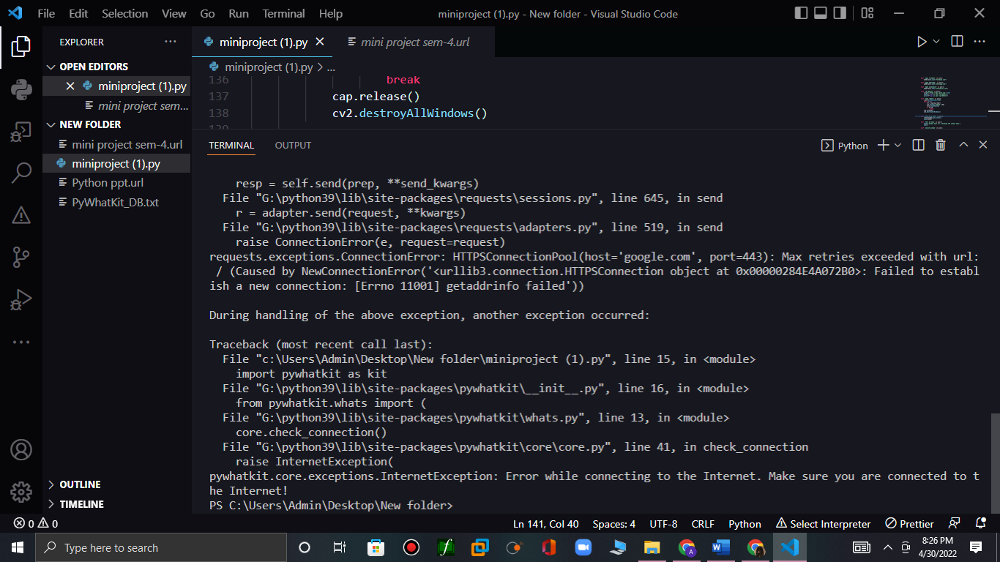 File Edit Selection View Go Run Terminal Help
miniproject (1).py - New folder - Visual Studio Code
EXPLORER
OPEN EDITORS
miniproject (1).py
mini project sem...
NEW FOLDER
mini project sem-4.url
miniproject (1).py
Python ppt.url
PyWhatKit_DB.txt
OUTLINE
TIMELINE
miniproject (1).py
mini project sem-4.url
miniproject (1).py > ...
136 break
137 cap.release()
138 cv2.destroyAllWindows()
139
TERMINAL OUTPUT
Python
resp = self.send(prep, **send_kwargs)
File "G:\python39\lib\site-packages\requests\sessions.py", line 645, in send
r = adapter.send(request, **kwargs)
File "G:\python39\lib\site-packages\requests\adapters.py", line 519, in send
raise ConnectionError(e, request=request)
requests.exceptions.ConnectionError: HTTPSConnectionPool(host='google.com', port=443): Max retries exceeded with url:
/ (Caused by NewConnectionError('<urllib3.connection.HTTPSConnection object at 0x00000284E4A072B0>: Failed to establ
ish a new connection: [Errno 11001] getaddrinfo failed'))
During handling of the above exception, another exception occurred:
Traceback (most recent call last):
File "c:\Users\Admin\Desktop\New folder\miniproject (1).py", line 15, in <module>
import pywhatkit as kit
File "G:\python39\lib\site-packages\pywhatkit\__init__.py", line 16, in <module>
from pywhatkit.whats import (
File "G:\python39\lib\site-packages\pywhatkit\whats.py", line 13, in <module>
core.check_connection()
File "G:\python39\lib\site-packages\pywhatkit\core\core.py", line 41, in check_connection
raise InternetException(
pywhatkit.core.exceptions.InternetException: Error while connecting to the Internet. Make sure you are connected to t
he Internet!
PS C:\Users\Admin\Desktop\New folder>
0 0
Ln 141, Col 40 Spaces: 4 UTF-8 CRLF Python Select Interpreter Prettier
Type here to search
8:26 PM
4/30/2022